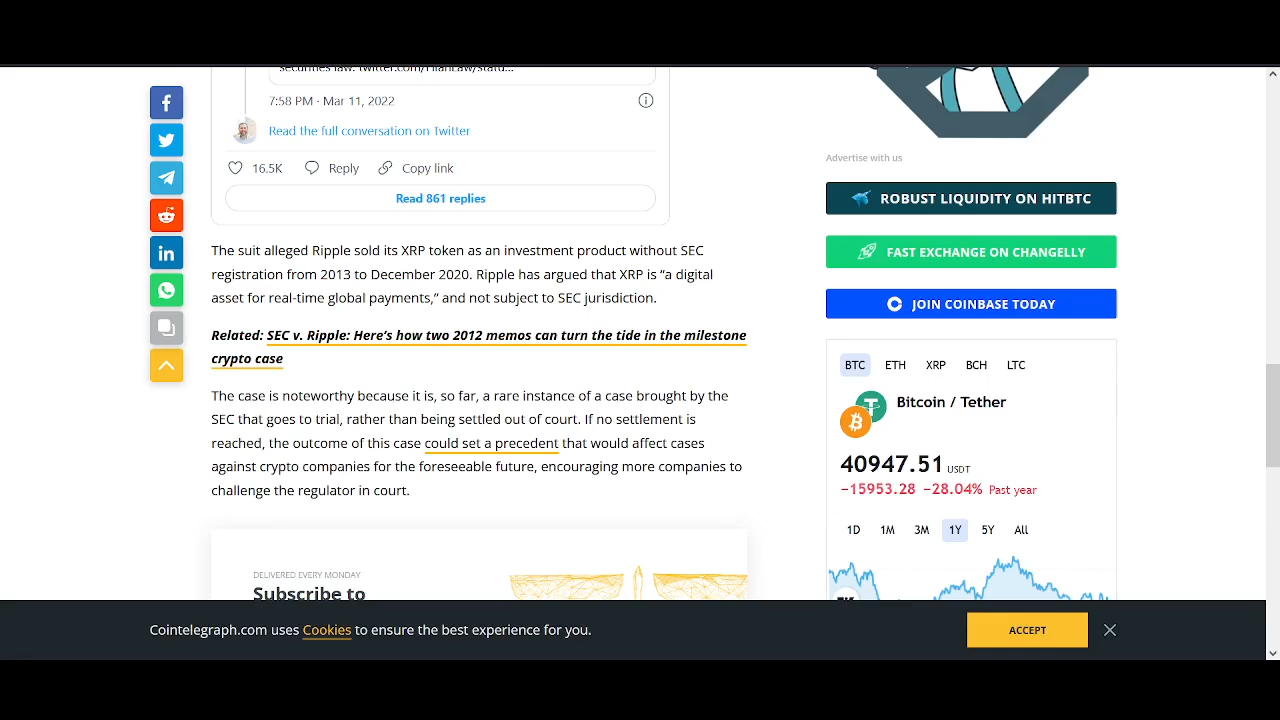 7:58 PM · Mar 11, 2022
Read the full conversation on Twitter
16.5K Reply Copy link
Read 861 replies
The suit alleged Ripple sold its XRP token as an investment product without SEC
registration from 2013 to December 2020. Ripple has argued that XRP is “a digital
asset for real-time global payments,” and not subject to SEC jurisdiction.
Related: SEC v. Ripple: Here’s how two 2012 memos can turn the tide in the milestone
crypto case
The case is noteworthy because it is, so far, a rare instance of a case brought by the
SEC that goes to trial, rather than being settled out of court. If no settlement is
reached, the outcome of this case could set a precedent that would affect cases
against crypto companies for the foreseeable future, encouraging more companies to
challenge the regulator in court.
DELIVERED EVERY MONDAY
Subscribe to
Advertise with us
ROBUST LIQUIDITY ON HITBTC
FAST EXCHANGE ON CHANGELLY
JOIN COINBASE TODAY
BTC ETH XRP BCH LTC
Bitcoin / Tether
40947.51 USDT
−15953.28 −28.04% Past year
1D 1M 3M 1Y 5Y All
Cointelegraph.com uses Cookies to ensure the best experience for you.
ACCEPT